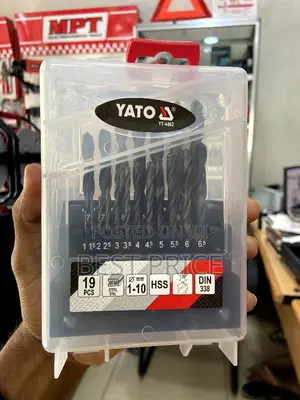 MPT
YATO
YT-4462
POSTED ON JIJI
1 1.5 2 2.5 3 3.5 4 4.5 5 5.5 6 6.5
BEST PRICE
19 PCS
1-10
HSS
DIN 338